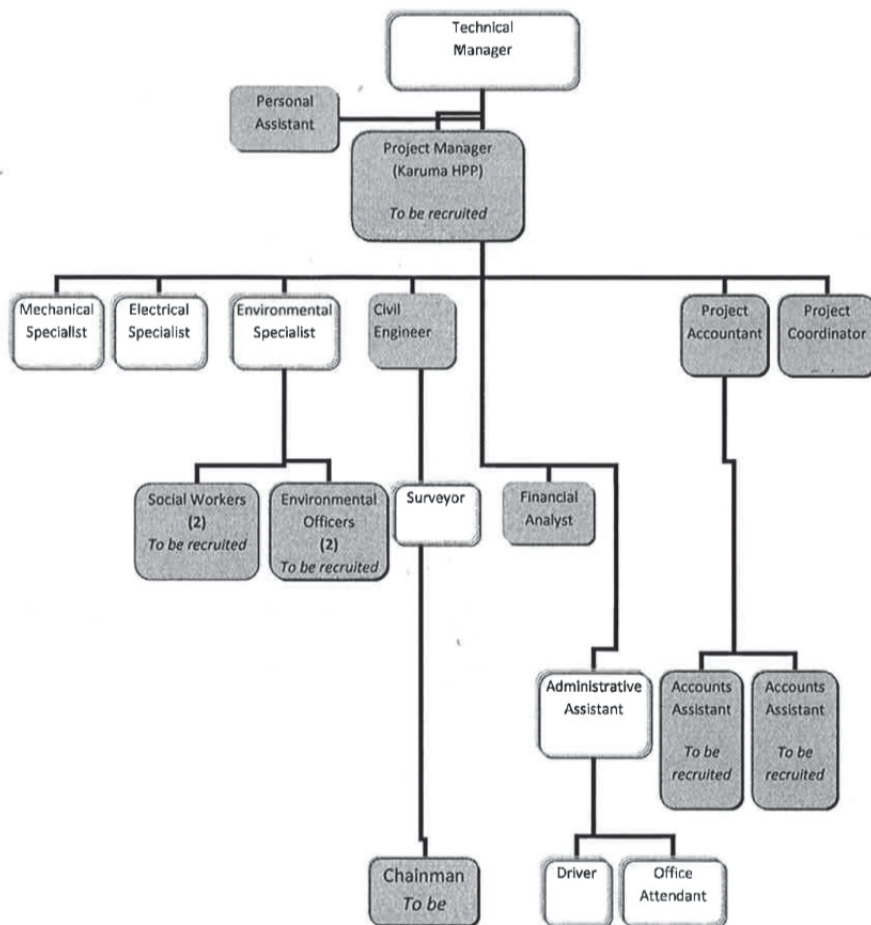 Technical
Manager
Personal
Assistant
Project Manager
(Karuma HPP)
To be recruited
Mechanical
Specialist
Electrical
Specialist
Environmental
Specialist
Civil
Engineer
Project
Accountant
Project
Coordinator
Social Workers
(2)
To be recruited
Environmental
Officers
(2)
To be recruited
Surveyor
Financial
Analyst
Administrative
Assistant
Accounts
Assistant
To be
recruited
Accounts
Assistant
To be
recruited
Chainman
To be
Driver
Office
Attendant